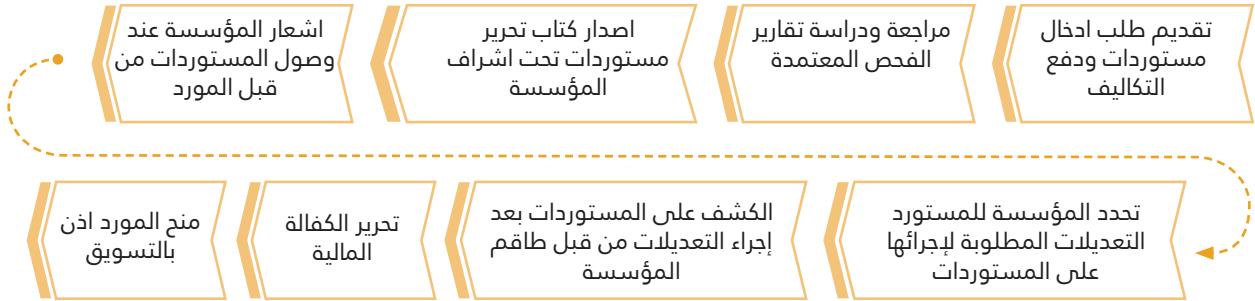 تقديم طلب ادخال
مستوردات ودفع
التكاليف
مراجعة ودراسة تقارير
الفحص المعتمدة
اصدار كتاب تحرير
مستوردات تحت اشراف
المؤسسة
اشعار المؤسسة عند
وصول المستوردات من
قبل المورد
تحدد المؤسسة للمستورد
التعديلات المطلوبة لإجرائها
على المستوردات
الكشف على المستوردات بعد
إجراء التعديلات من قبل طاقم
المؤسسة
تحرير الكفالة
المالية
منح المورد اذن
بالتسويق